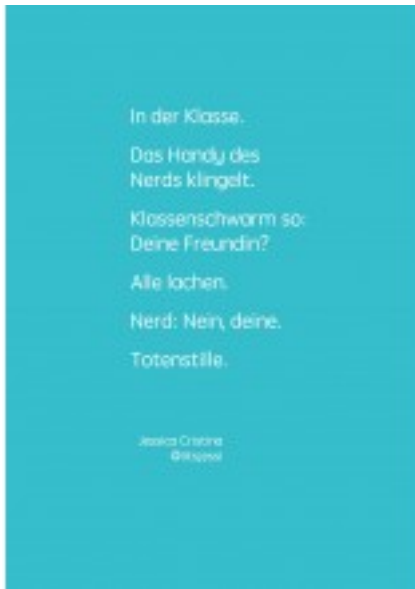 In der Klasse.
Das Handy des
Nerds klingelt.
Klassenschwarm so:
Deine Freundin?
Alle lachen.
Nerd: Nein, deine.
Totenstille.
Jessica Cristina